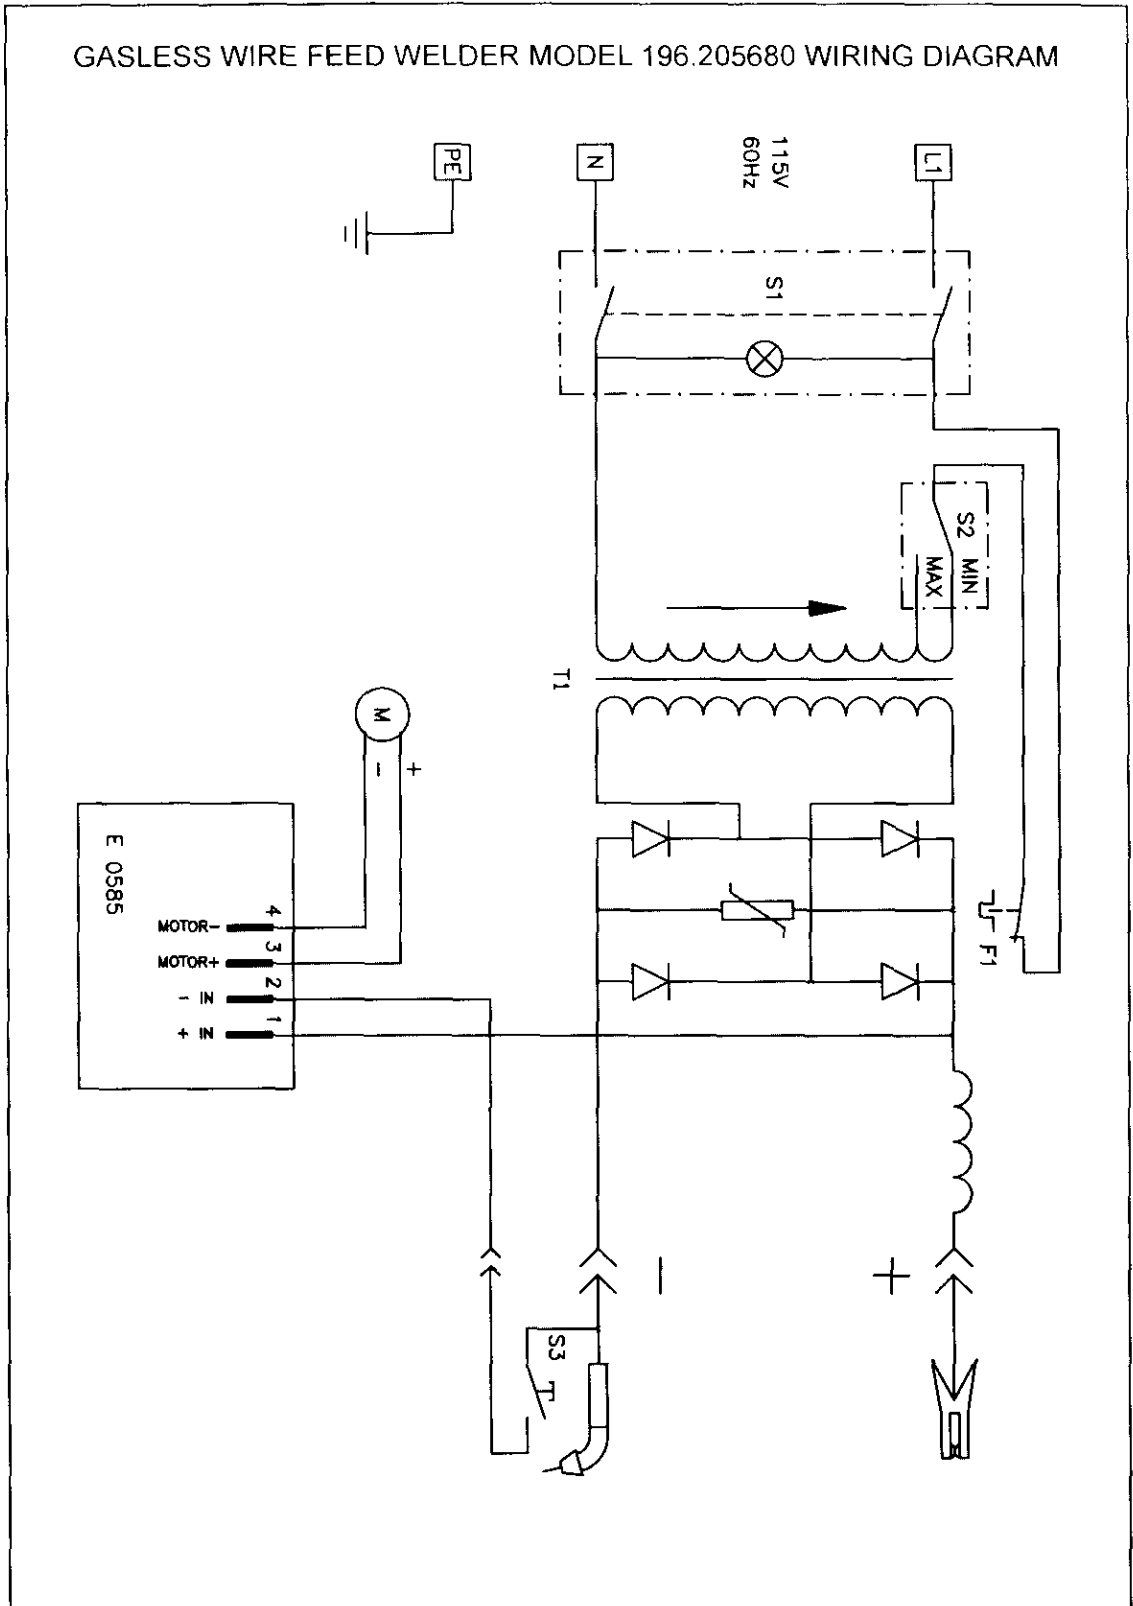 GASLESS WIRE FEED WELDER MODEL 196.205680 WIRING DIAGRAM
PE
N
115V
60Hz
L1
S1
S2
MIN
MAX
T1
M
-
+
E 0585
4
MOTOR-
3
MOTOR+
2
- IN
1
+ IN
F1
-
+
S3